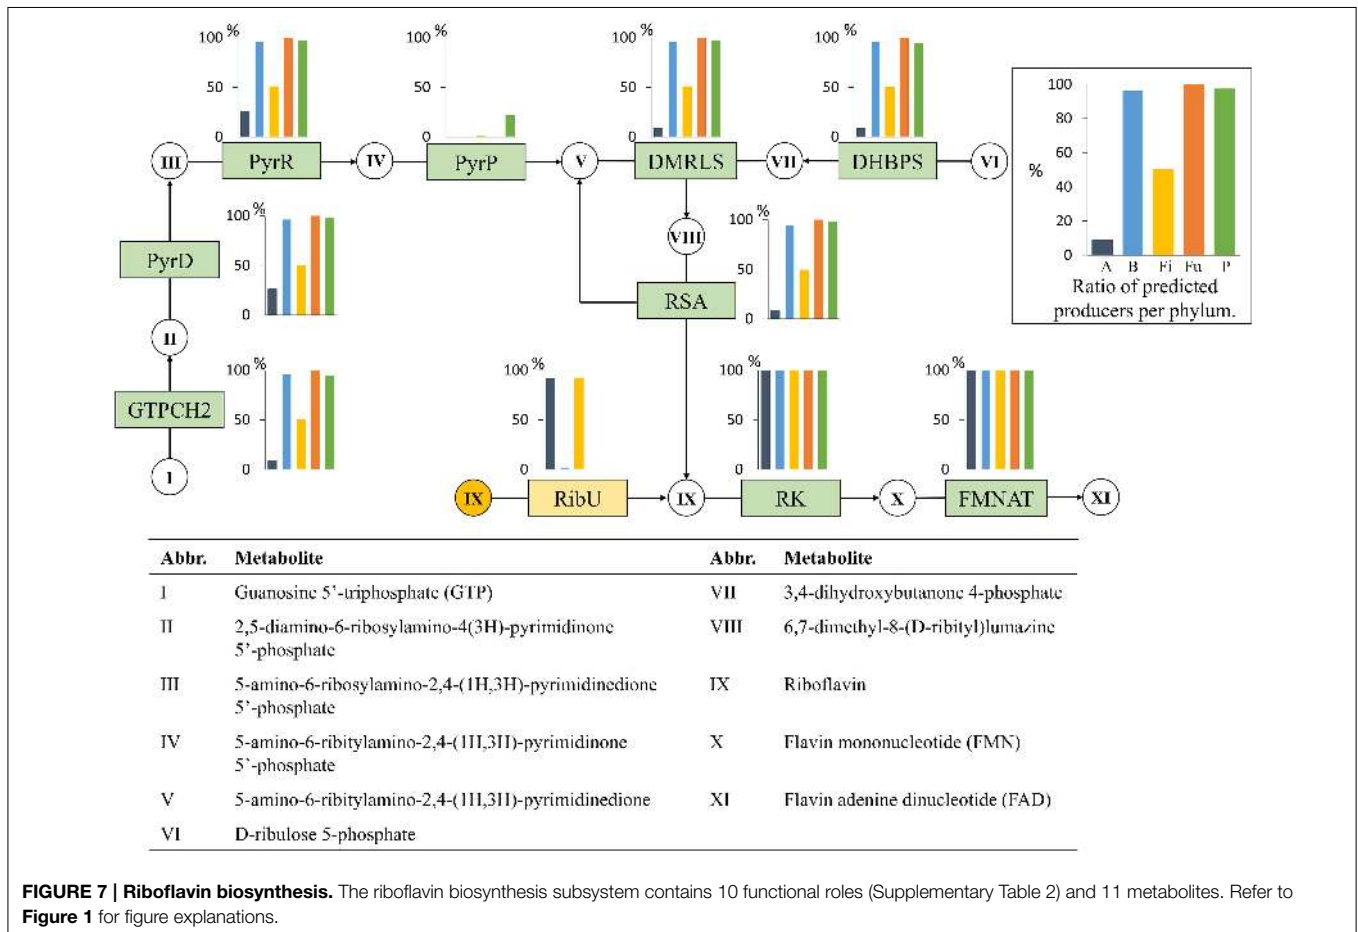 100 %
50
0
100 %
50
0
100 %
50
0
100 %
50
0
III
PyrR
IV
PyrP
V
DMRLS
VII
DHBPS
VI
100
80
%
60
40
20
0
A B Fi Fu P
Ratio of predicted
producers per phylum.
PyrD
100 %
50
0
VIII
RSA
100 %
50
0
II
GTPCH2
100 %
50
0
I
%
100
50
0
%
100
50
0
%
100
50
0
IX
RibU
IX
RK
X
FMNAT
XI
Abbr. Metabolite Abbr. Metabolite
I Guanosine 5’-triphosphate (GTP) VII 3,4-dihydroxybutanone 4-phosphate
II 2,5-diamino-6-ribosylamino-4(3H)-pyrimidinone VIII 6,7-dimethyl-8-(D-ribityl)lumazine
5’-phosphate
III 5-amino-6-ribosylamino-2,4-(1H,3H)-pyrimidinedione IX Riboflavin
5’-phosphate
IV 5-amino-6-ribitylamino-2,4-(1H,3H)-pyrimidinone X Flavin mononucleotide (FMN)
5’-phosphate
V 5-amino-6-ribitylamino-2,4-(1H,3H)-pyrimidinedione XI Flavin adenine dinucleotide (FAD)
VI D-ribulose 5-phosphate
FIGURE 7 | Riboflavin biosynthesis. The riboflavin biosynthesis subsystem contains 10 functional roles (Supplementary Table 2) and 11 metabolites. Refer to
Figure 1 for figure explanations.